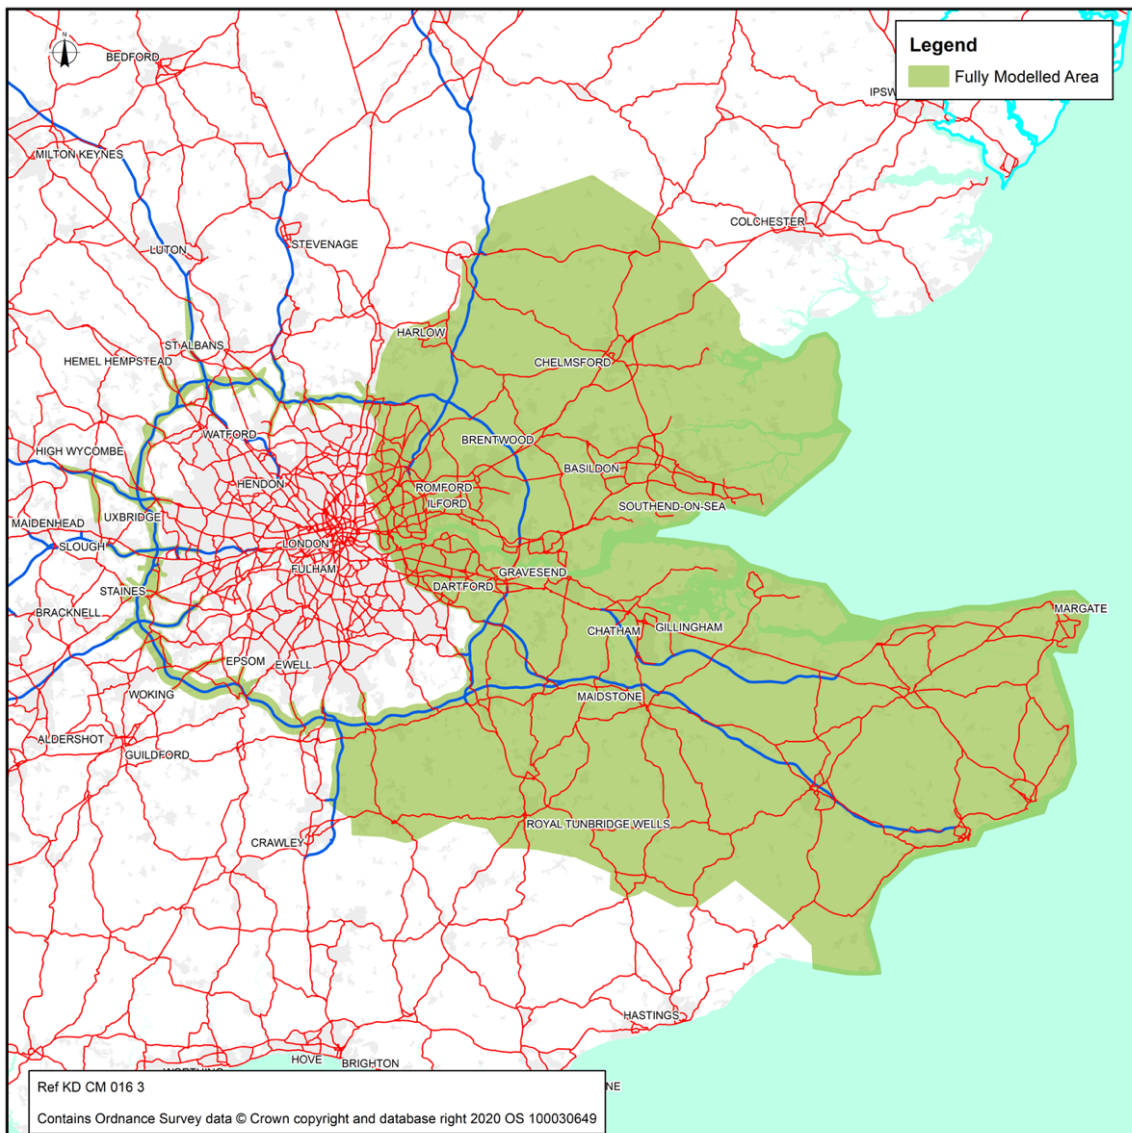 N
BEDFORD
Legend
Fully Modelled Area
IPSW
MILTON KEYNES
COLCHESTER
STEVENAGE
LUTON
HARLOW
ST ALBANS
HEMEL HEMPSTEAD
CHELMSFORD
WATFORD
BRENTWOOD
HIGH WYCOMBE
BASILDON
HENDON
ROMFORD
ILFORD
SOUTHEND-ON-SEA
UXBRIDGE
MAIDENHEAD
SLOUGH
LONDON
FULHAM
GRAVESEND
DARTFORD
STAINES
BRACKNELL
MARGATE
CHATHAM
GILLINGHAM
EPSOM
EWELL
WOKING
MAIDSTONE
ALDERSHOT
GUILDFORD
ROYAL TUNBRIDGE WELLS
CRAWLEY
HASTINGS
HOVE
BRIGHTON
NE
Ref KD CM 016 3
Contains Ordnance Survey data © Crown copyright and database right 2020 OS 100030649